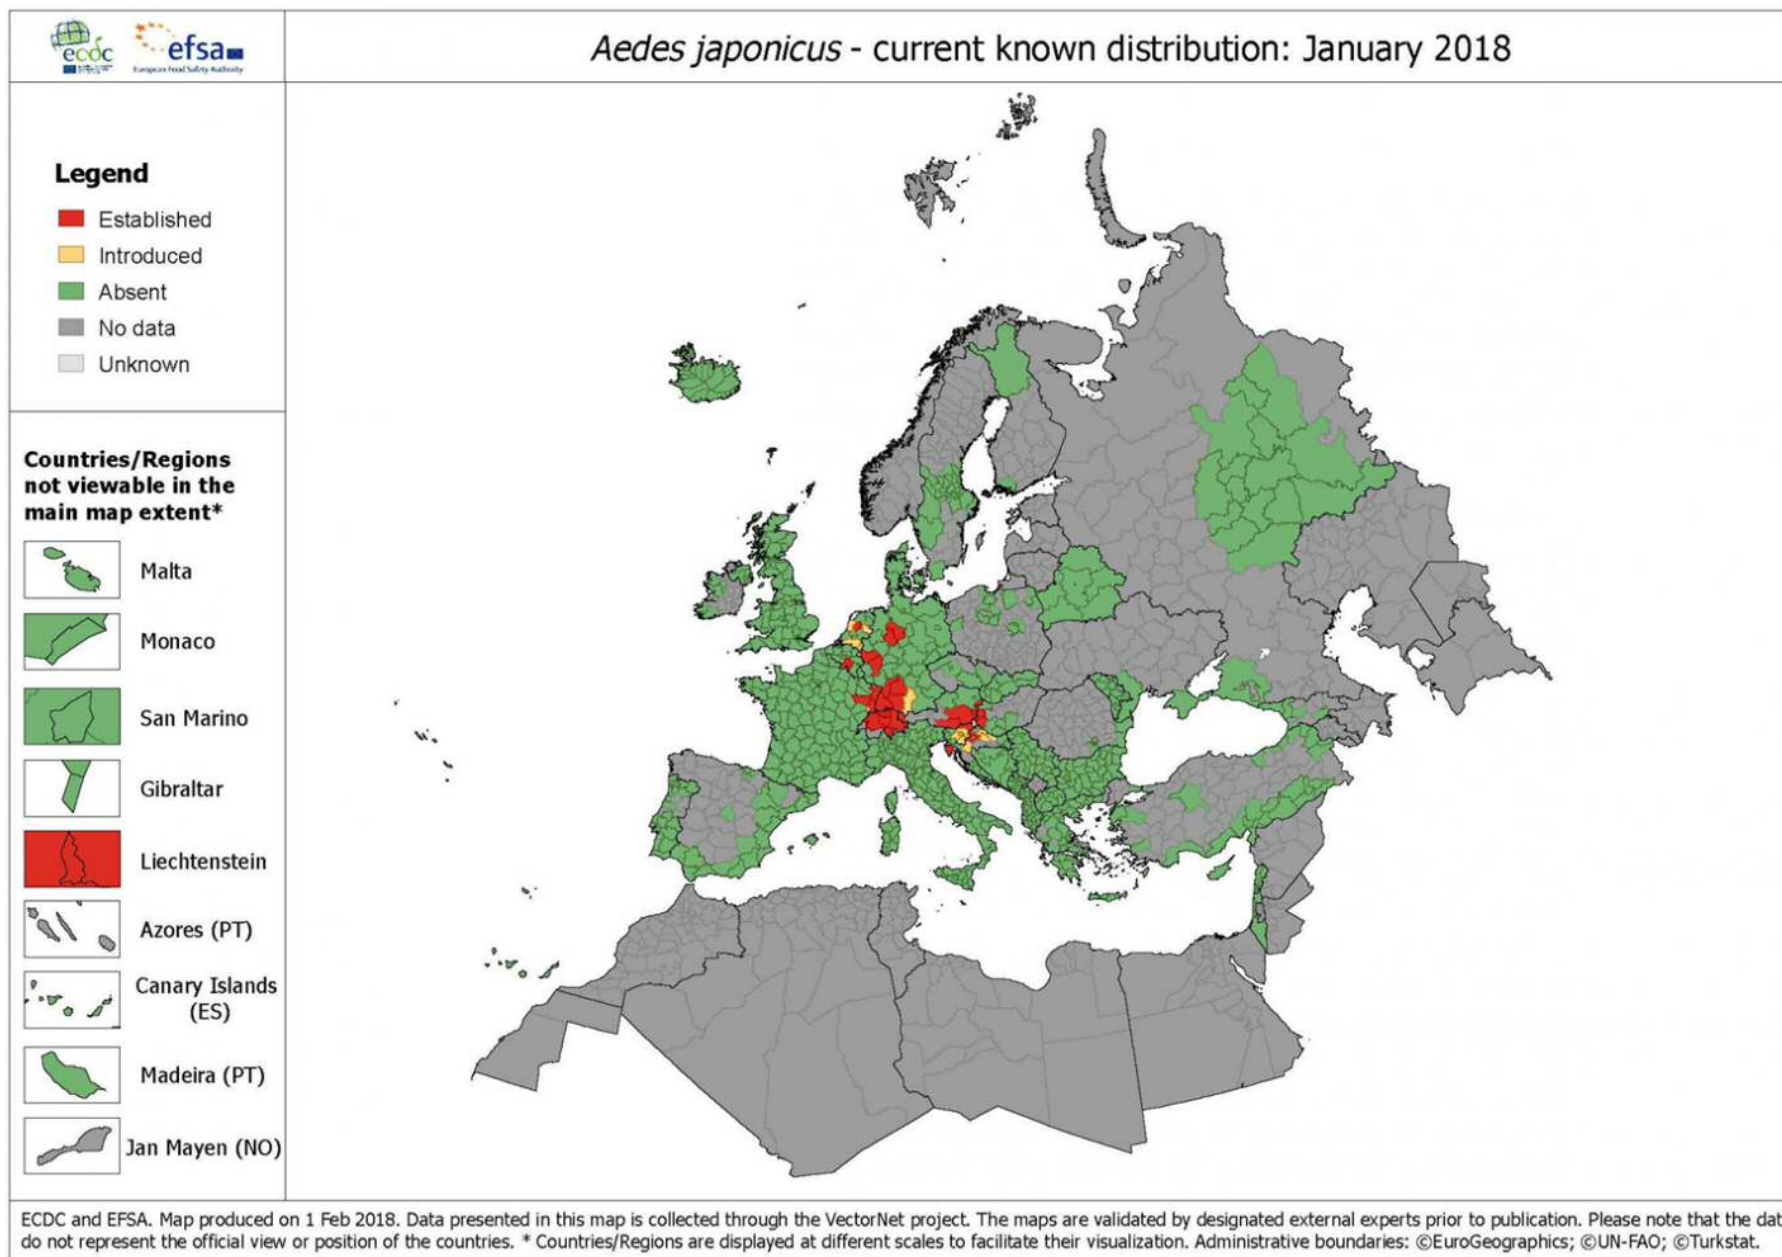 ecdc
efsa
European Food Safety Authority
Aedes japonicus - current known distribution: January 2018
Legend
Established
Introduced
Absent
No data
Unknown
Countries/Regions
not viewable in the
main map extent*
Malta
Monaco
San Marino
Gibraltar
Liechtenstein
Azores (PT)
Canary Islands
(ES)
Madeira (PT)
Jan Mayen (NO)
ECDC and EFSA. Map produced on 1 Feb 2018. Data presented in this map is collected through the VectorNet project. The maps are validated by designated external experts prior to publication. Please note that the dat
do not represent the official view or position of the countries. * Countries/Regions are displayed at different scales to facilitate their visualization. Administrative boundaries: ©EuroGeographics; ©UN-FAO; ©Turkstat.